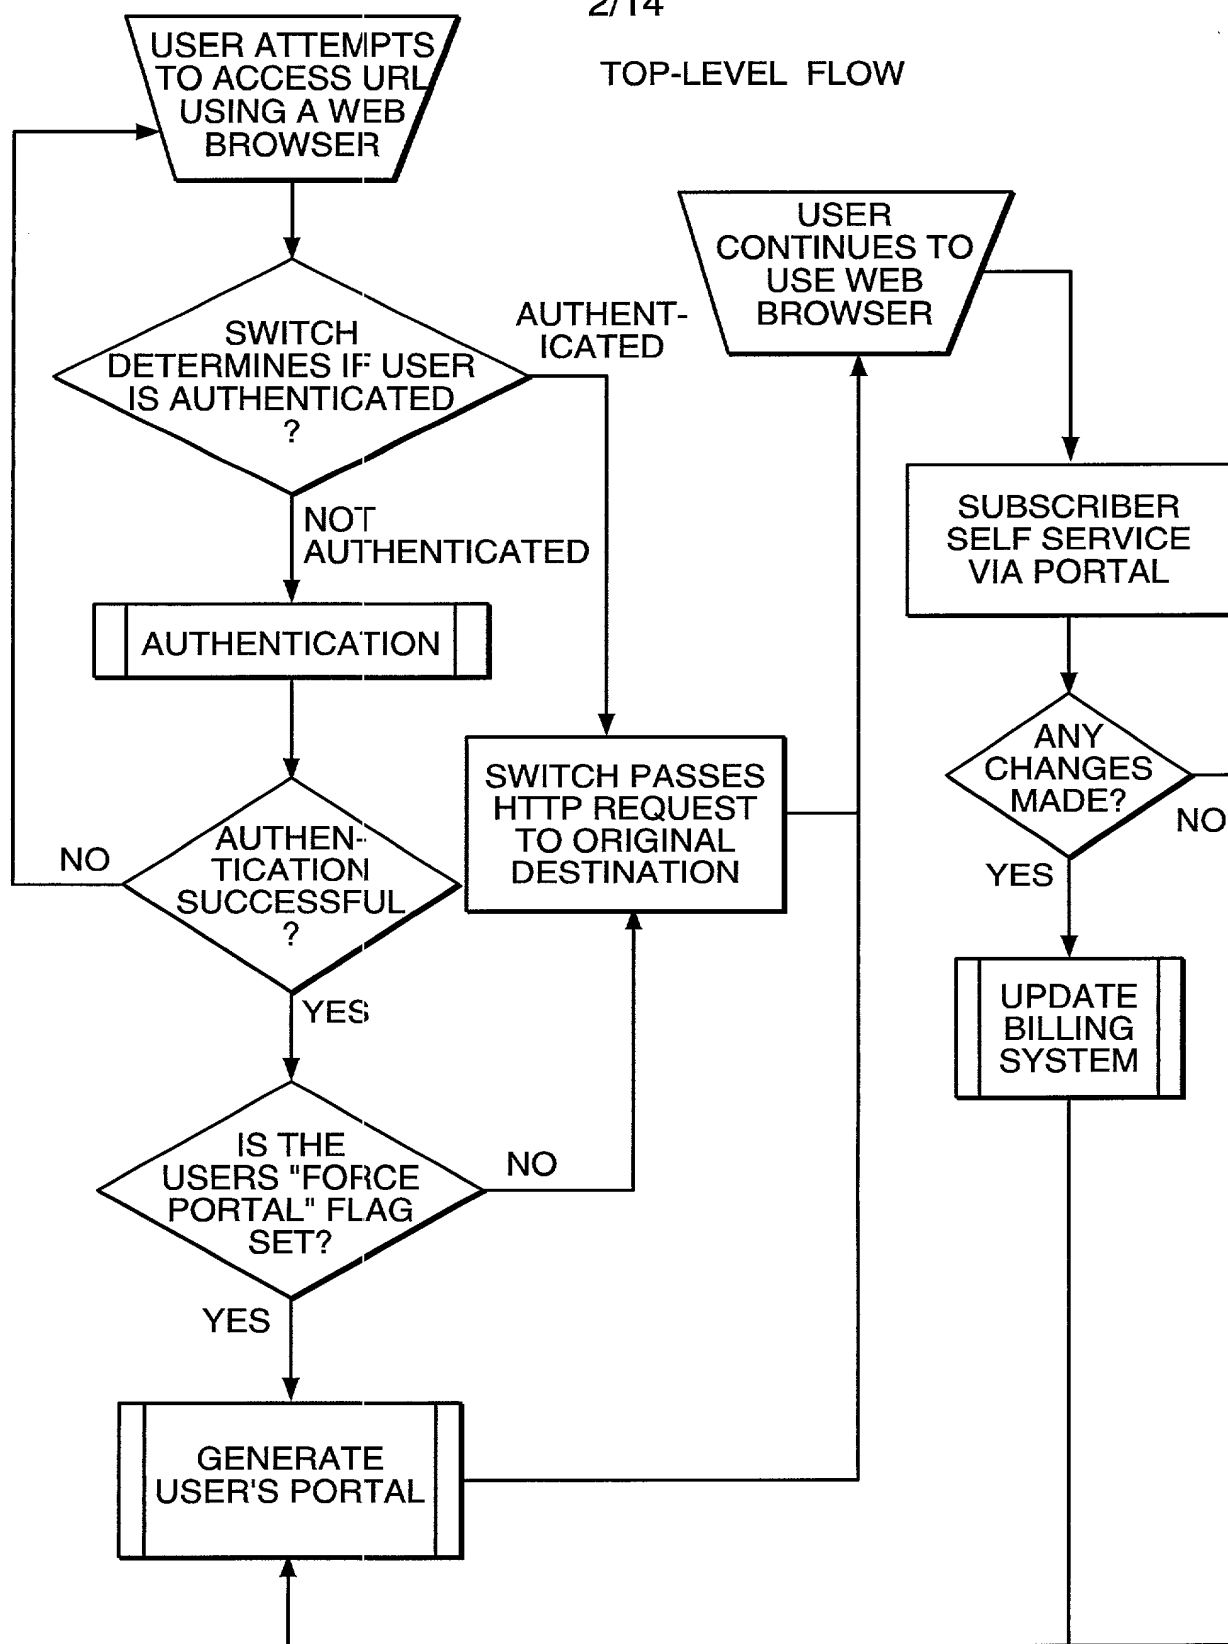 2/14
TOP-LEVEL FLOW
USER ATTEMPTS
TO ACCESS URL
USING A WEB
BROWSER
SWITCH
DETERMINES IF USER
IS AUTHENTICATED
?
AUTHENT-
ICATED
NOT
AUTHENTICATED
AUTHENTICATION
AUTHEN-
TICATION
SUCCESSFUL
?
NO
YES
IS THE
USERS "FORCE
PORTAL" FLAG
SET?
NO
YES
GENERATE
USER'S PORTAL
SWITCH PASSES
HTTP REQUEST
TO ORIGINAL
DESTINATION
USER
CONTINUES TO
USE WEB
BROWSER
SUBSCRIBER
SELF SERVICE
VIA PORTAL
ANY
CHANGES
MADE?
NO
YES
UPDATE
BILLING
SYSTEM